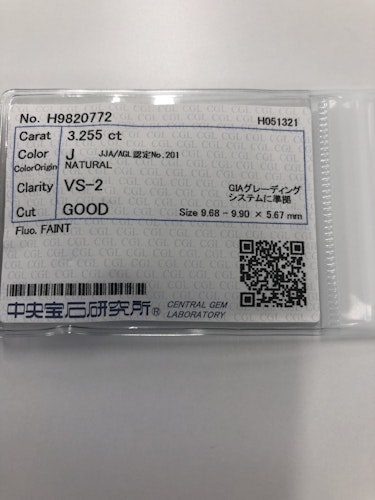 No. H9820772 H051321
Carat 3.255 ct
Color J JJA/AGL 認定No.201
ColorOrigin NATURAL
Clarity VS-2 GIAグレーディング
システムに準拠
Cut GOOD Size 9.68 - 9.90 × 5.67 mm
Fluo. FAINT
中央宝石研究所® CENTRAL GEM
LABORATORY